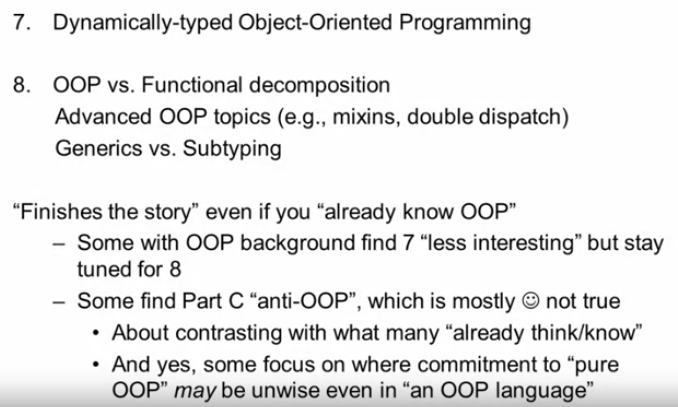 7. Dynamically-typed Object-Oriented Programming
8. OOP vs. Functional decomposition
Advanced OOP topics (e.g., mixins, double dispatch)
Generics vs. Subtyping
“Finishes the story” even if you “already know OOP”
– Some with OOP background find 7 “less interesting” but stay
tuned for 8
– Some find Part C “anti-OOP”, which is mostly ☺ not true
• About contrasting with what many “already think/know”
• And yes, some focus on where commitment to “pure
OOP” may be unwise even in “an OOP language”